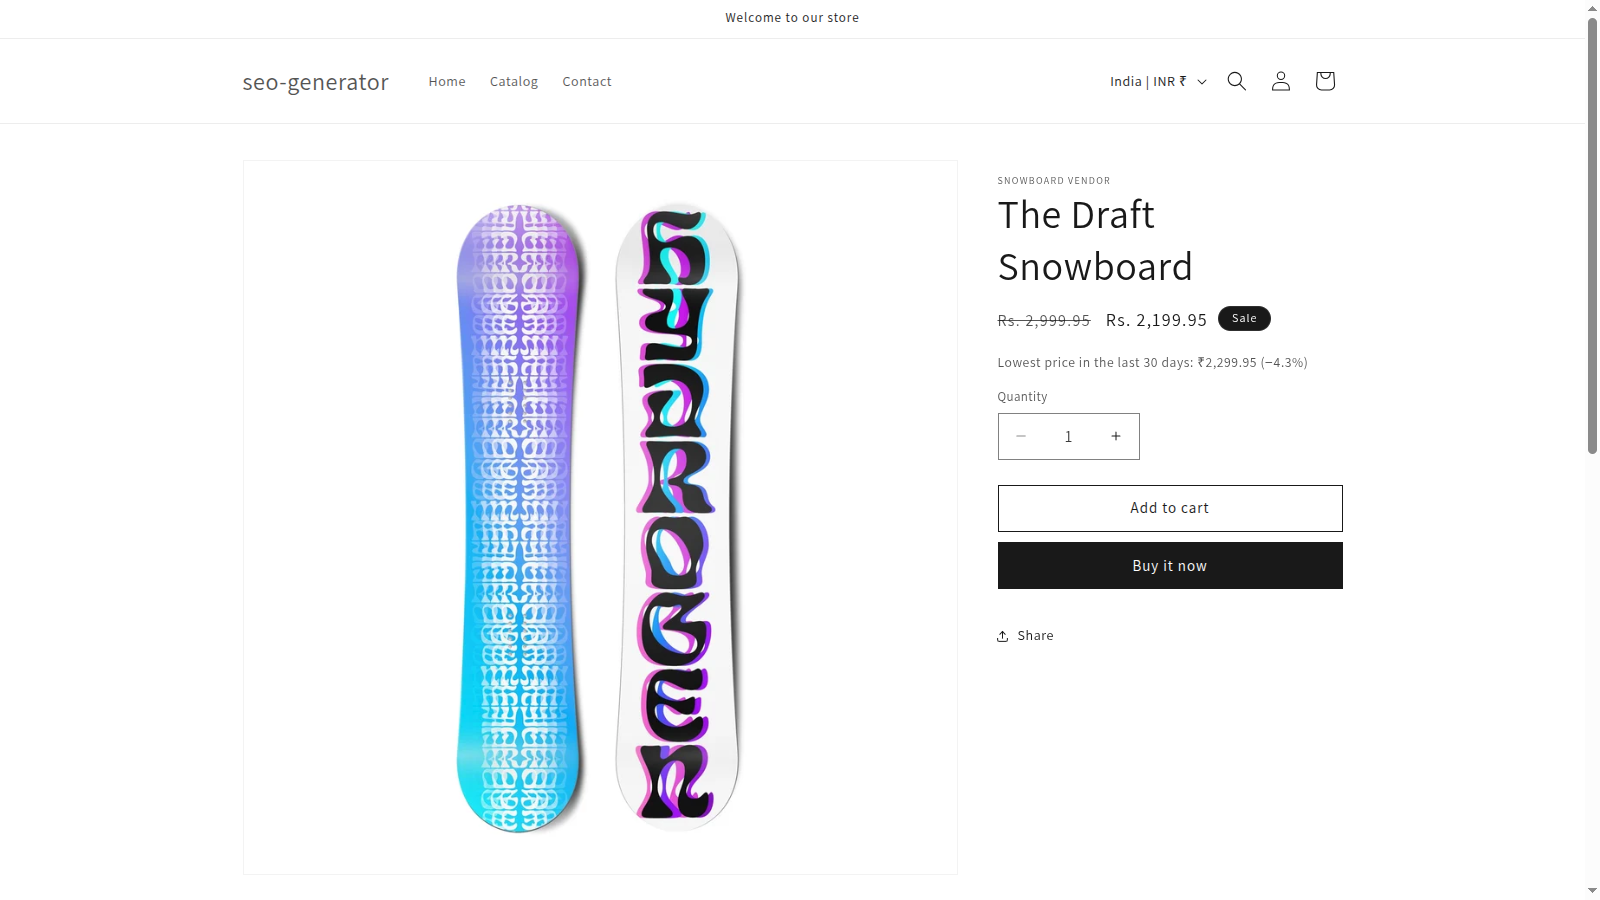 Welcome to our store
seo-generator
Home
Catalog
Contact
India | INR ₹
SNOWBOARD VENDOR
The Draft
Snowboard
Rs. 2,999.95 Rs. 2,199.95 Sale
Lowest price in the last 30 days: ₹2,299.95 (−4.3%)
Quantity
1
Add to cart
Buy it now
Share